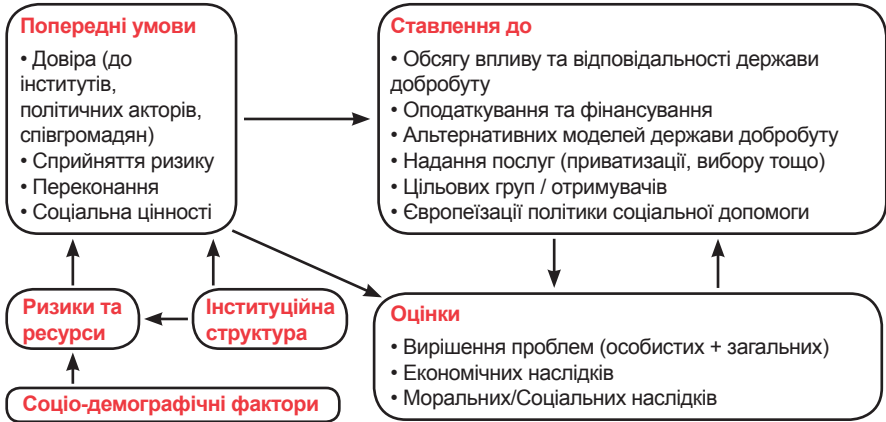 Попередні умови
• Довіра (до
інститутів,
політичних акторів,
співгромадян)
• Сприйняття ризику
• Переконання
• Соціальна цінності
Ставлення до
• Обсягу впливу та відповідальності держави
добробуту
• Оподаткування та фінансування
• Альтернативних моделей держави добробуту
• Надання послуг (приватизації, вибору тощо)
• Цільових груп / отримувачів
• Європеїзації політики соціальної допомоги
Ризики та
ресурси
Інституційна
структура
Соціо-демографічні фактори
Оцінки
• Вирішення проблем (особистих + загальних)
• Економічних наслідків
• Моральних/Соціальних наслідків